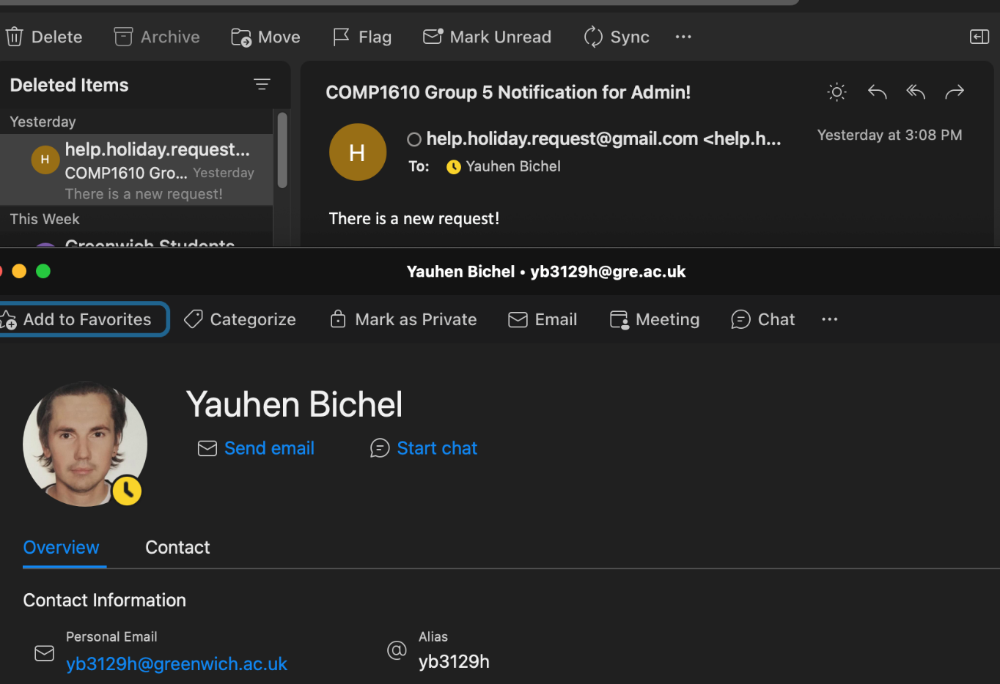 Delete Archive Move Flag Mark Unread Sync ...
Deleted Items
Yesterday
H help.holiday.request...
COMP1610 Gro... Yesterday
There is a new request!
This Week
Greenwich Students
COMP1610 Group 5 Notification for Admin!
H help.holiday.request@gmail.com <help.h...
Yesterday at 3:08 PM
To: Yauhen Bichel
There is a new request!
Yauhen Bichel • yb3129h@gre.ac.uk
Add to Favorites Categorize Mark as Private Email Meeting Chat ...
Yauhen Bichel
Send email Start chat
Overview Contact
Contact Information
Personal Email Alias
yb3129h@greenwich.ac.uk @ yb3129h